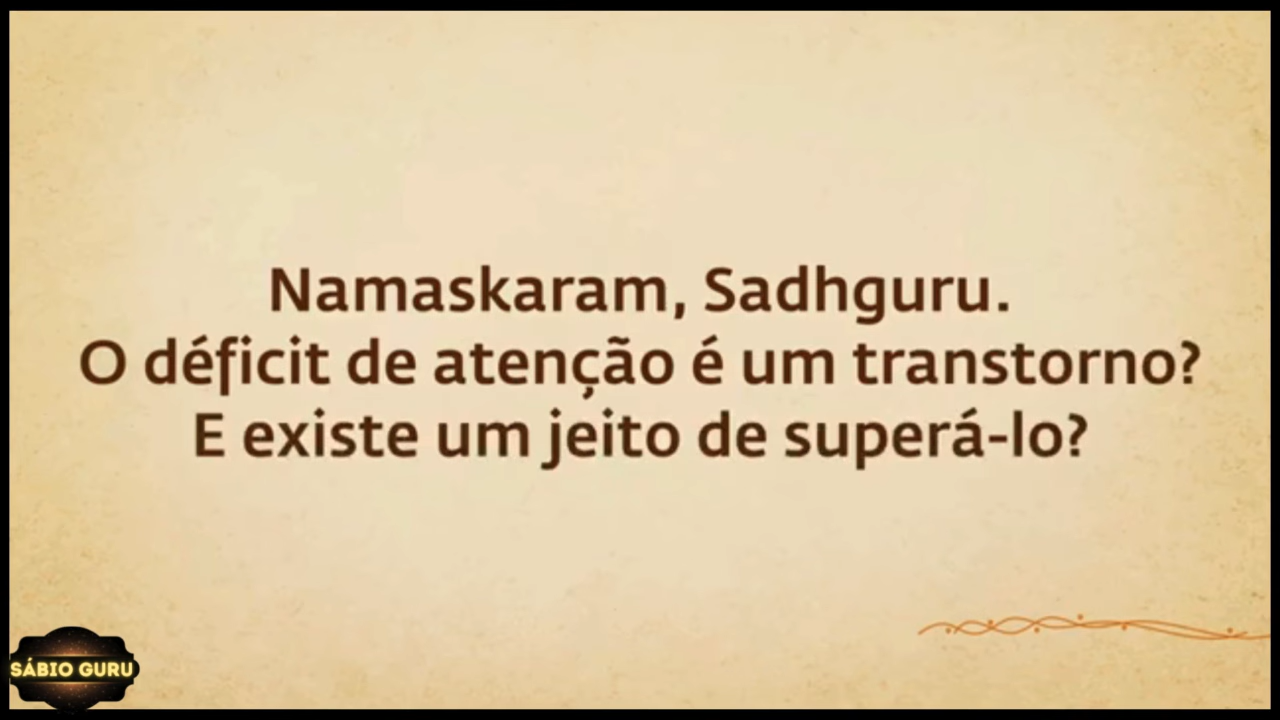 Namaskaram, Sadhguru.
O déficit de atenção é um transtorno?
E existe um jeito de superá-lo?
SÁBIO GURU